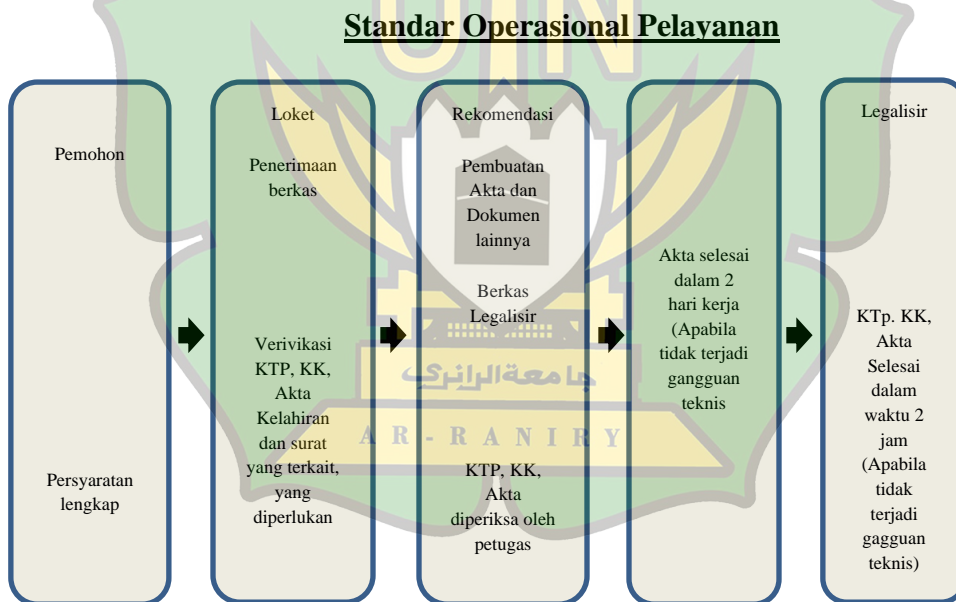 Standar Operasional Pelayanan
Pemohon
Persyaratan
lengkap
Loket
Penerimaan
berkas
Verivikasi
KTP, KK,
Akta
Kelahiran
dan surat
yang terkait,
yang
diperlukan
Rekomendasi
Pembuatan
Akta dan
Dokumen
lainnya
Berkas
Legalisir
KTP, KK,
Akta
diperiksa oleh
petugas
Akta selesai
dalam 2
hari kerja
(Apabila
tidak terjadi
gangguan
teknis
Legalisir
KTp. KK,
Akta
Selesai
dalam
waktu 2
jam
(Apabila
tidak
terjadi
gagguan
teknis)
UIN
جامعة الرانري
AR-RANIRY